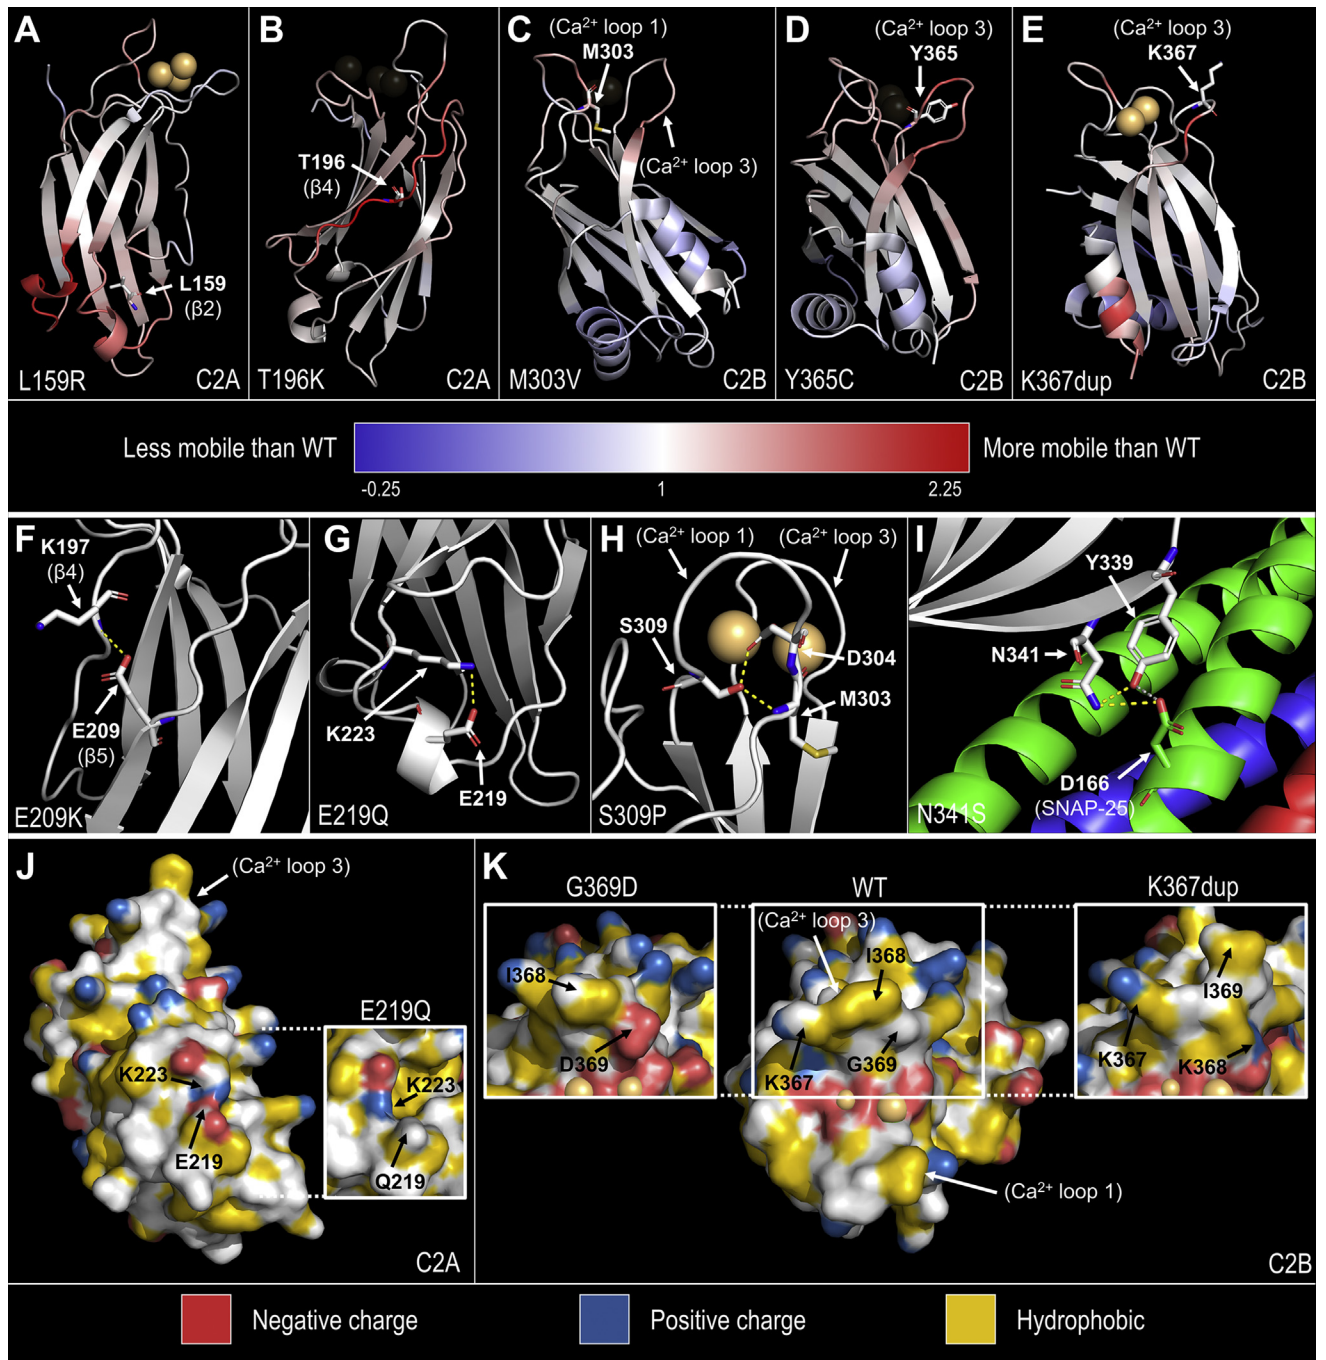 A
L159
(β2)
L159R
C2A
B
T196
(β4)
T196K
C2A
C
(Ca²⁺ loop 1)
M303
(Ca²⁺ loop 3)
M303V
C2B
D
(Ca²⁺ loop 3)
Y365
Y365C
C2B
E
(Ca²⁺ loop 3)
K367
K367dup
C2B
Less mobile than WT
More mobile than WT
-0.25
1
2.25
F
K197
(β4)
E209
(β5)
E209K
G
K223
E219
E219Q
H
(Ca²⁺ loop 1)
(Ca²⁺ loop 3)
S309
D304
M303
S309P
I
Y339
N341
D166
(SNAP-25)
N341S
J
(Ca²⁺ loop 3)
K223
E219
E219Q
K223
Q219
C2A
K
G369D
I368
D369
WT
(Ca²⁺ loop 3)
I368
K367
G369
(Ca²⁺ loop 1)
K367dup
I369
K367
K368
C2B
Negative charge
Positive charge
Hydrophobic